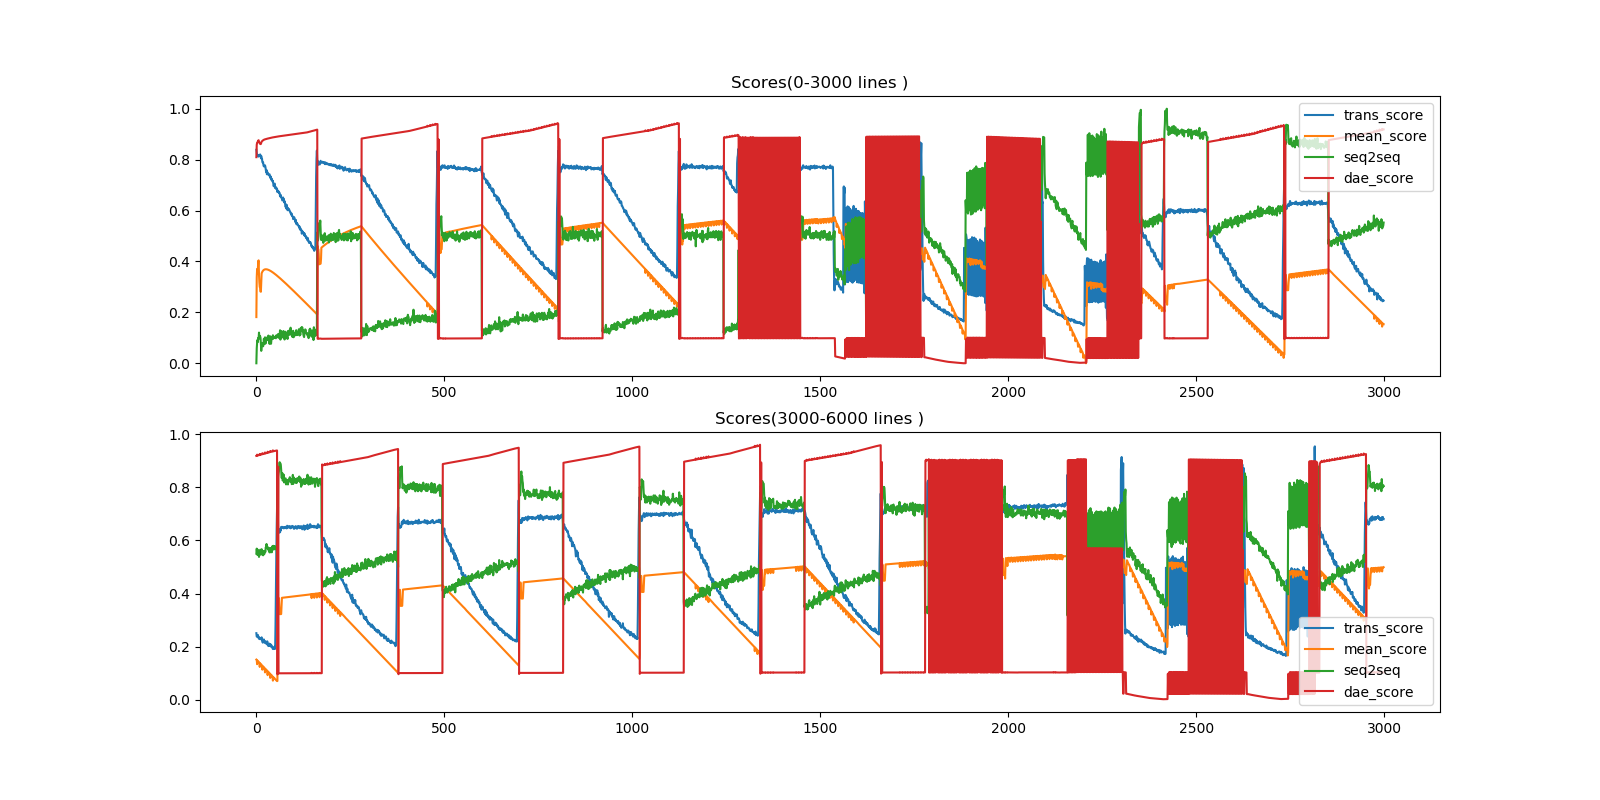 Scores(0-3000 lines )
1.0
0.8
0.6
0.4
0.2
0.0
trans_score
mean_score
seq2seq
dae_score
0 500 1000 1500 2000 2500 3000
Scores(3000-6000 lines )
1.0
0.8
0.6
0.4
0.2
0.0
trans_score
mean_score
seq2seq
dae_score
0 500 1000 1500 2000 2500 3000